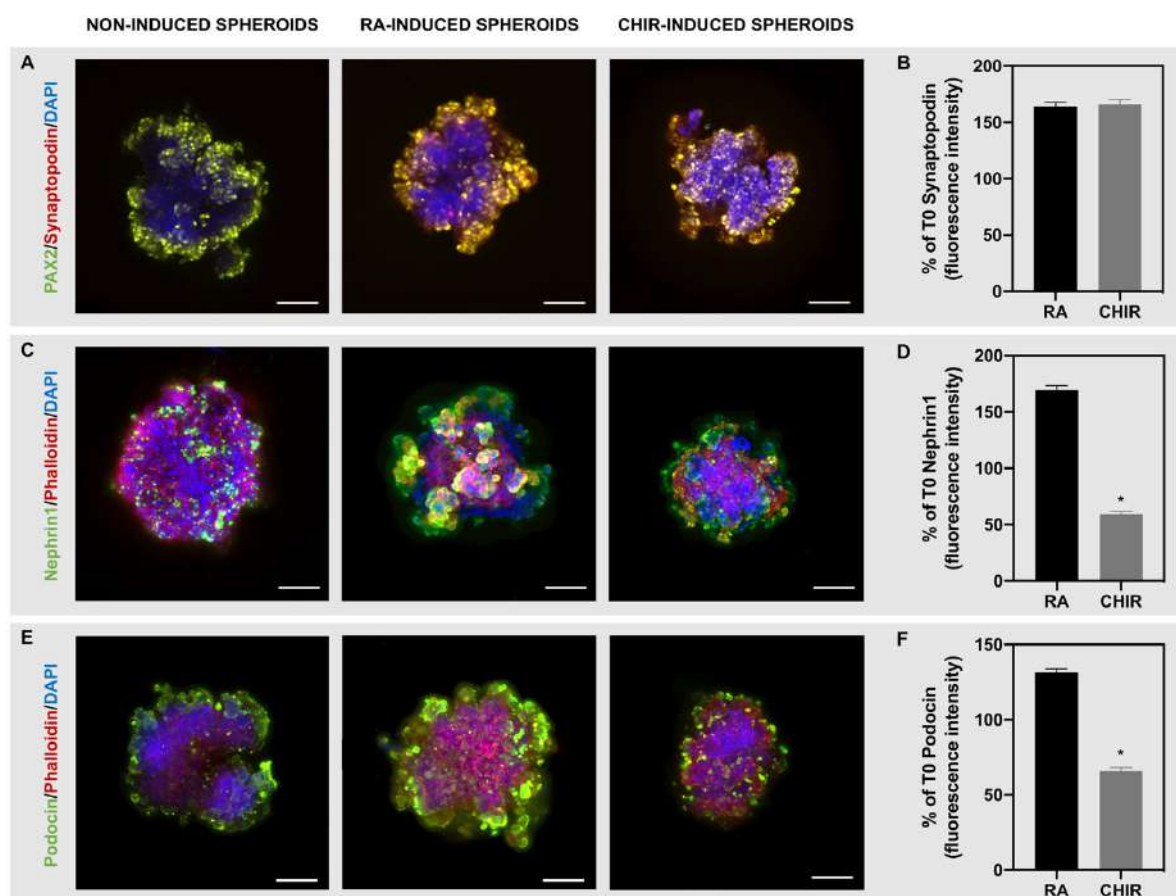 NON-INDUCED SPHEROIDS RA-INDUCED SPHEROIDS CHIR-INDUCED SPHEROIDS
A
PAX2/Synaptopodin/DAPI
B
% of T0 Synaptopodin
(fluorescence intensity)
200
150
100
50
0
RA CHIR
C
Nephrin1/Phalloidin/DAPI
D
% of T0 Nephrin1
(fluorescence intensity)
200
150
100
50
0
*
RA CHIR
E
Podocin/Phalloidin/DAPI
F
% of T0 Podocin
(fluorescence intensity)
150
100
50
0
*
RA CHIR